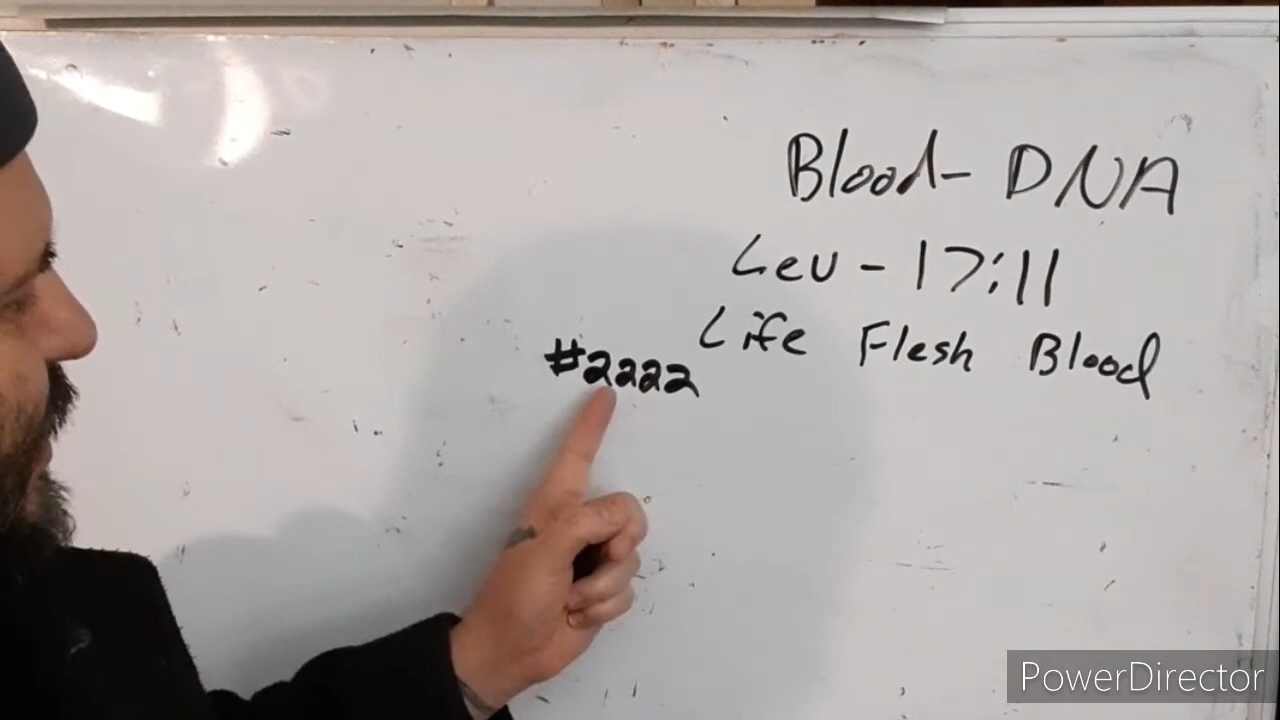 Blood - DNA
Lev - 17:11
Life Flesh Blood
#2222
PowerDirector